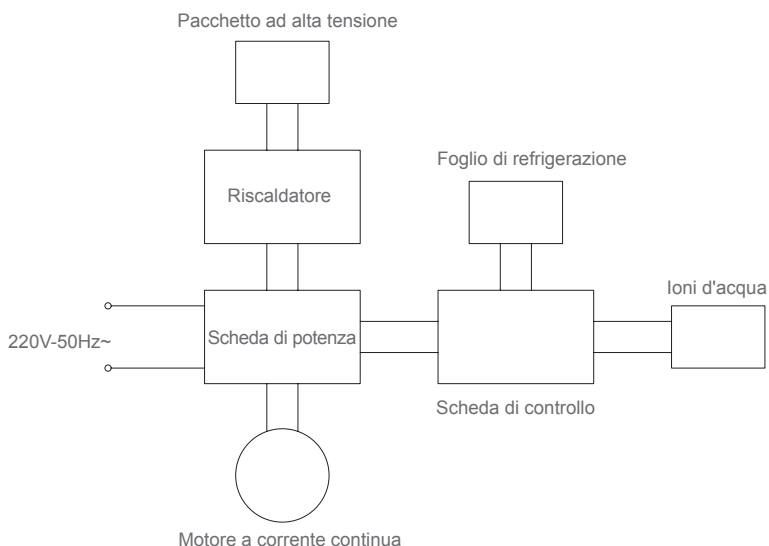 Pacchetto ad alta tensione
Foglio di refrigerazione
Riscaldatore
Ioni d'acqua
220V-50Hz~
Scheda di potenza
Scheda di controllo
Motore a corrente continua